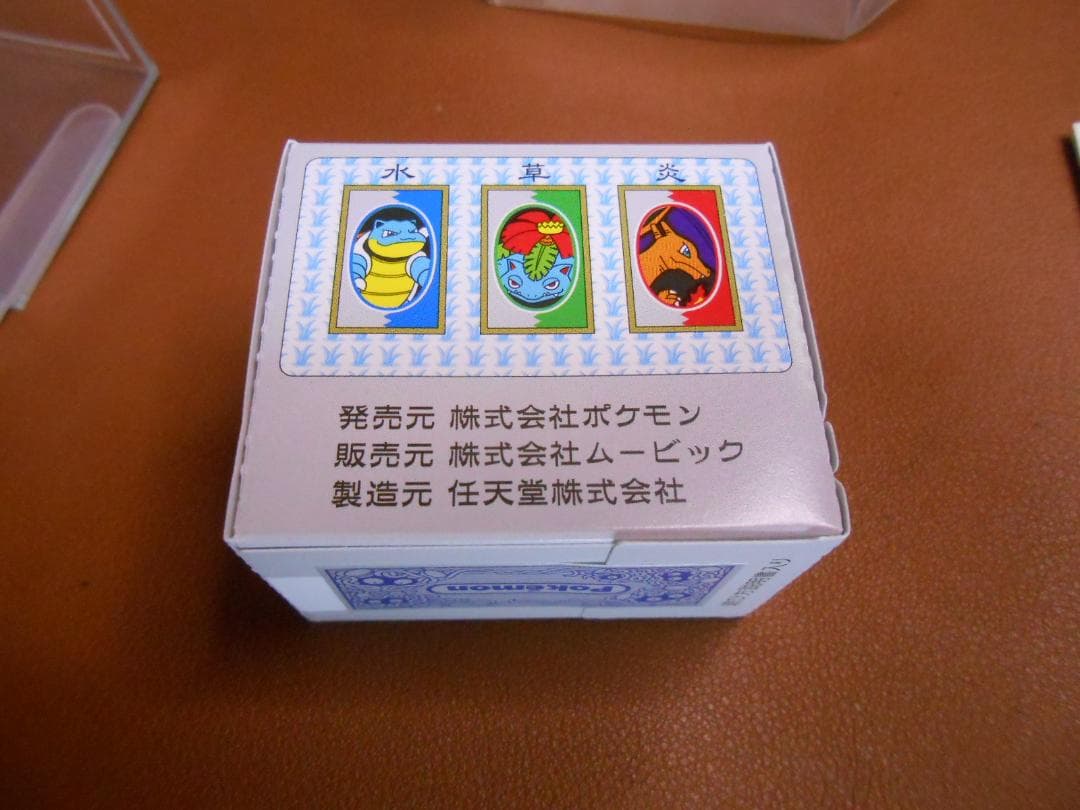 水 草 炎
発売元 株式会社ポケモン
販売元 株式会社ムービック
製造元 任天堂株式会社
Pokémon